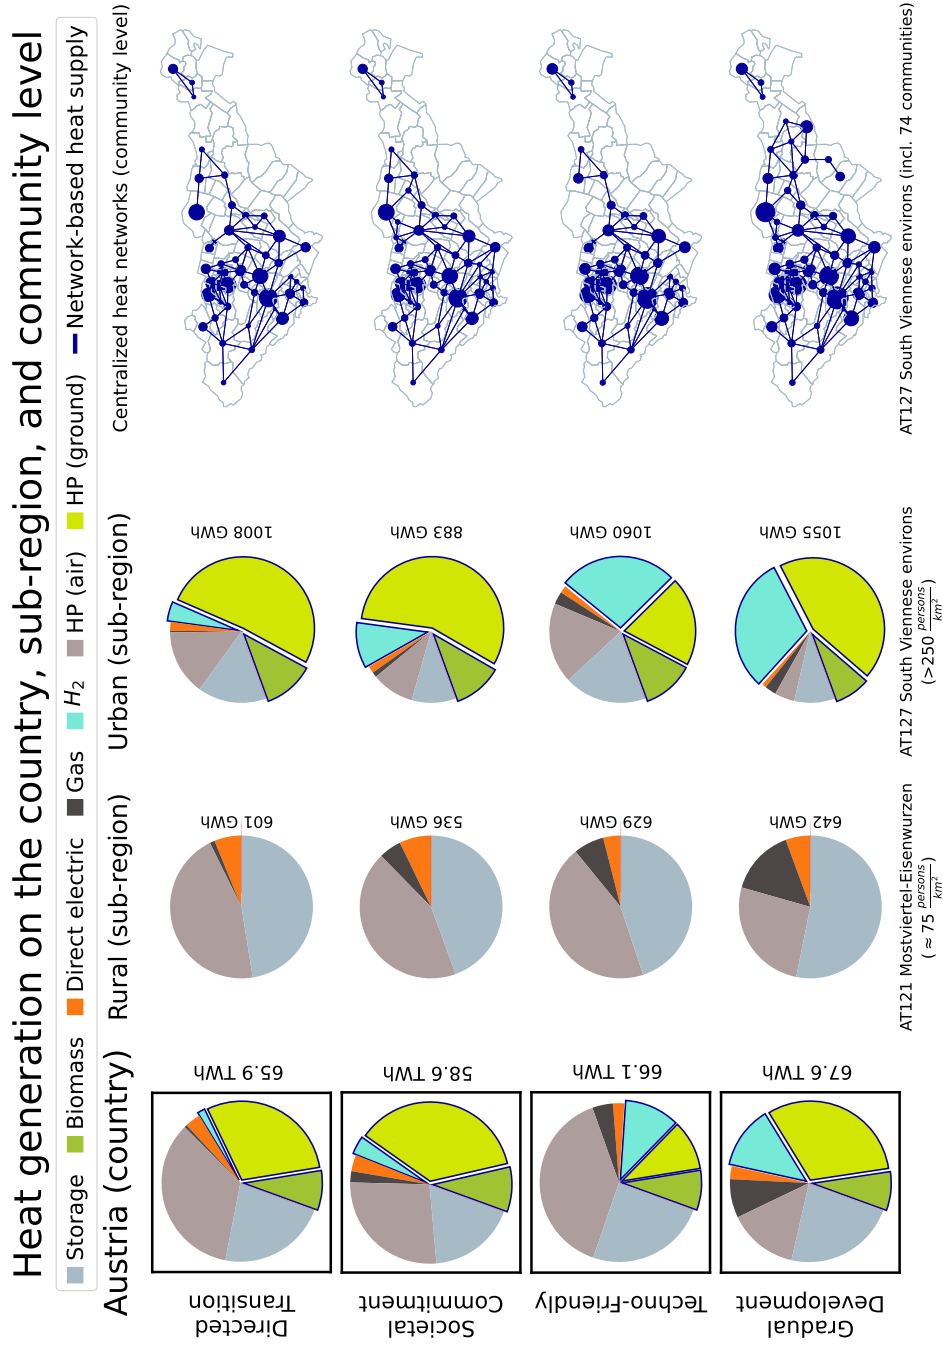 Heat generation on the country, sub-region, and community level
Storage Biomass Direct electric Gas H2 HP (air) HP (ground) Network-based heat supply
Austria (country)
Rural (sub-region)
Urban (sub-region)
Centralized heat networks (community level)
Directed
Transition
65.9 TWh
601 GWh
1008 GWh
Societal
Commitment
58.6 TWh
536 GWh
883 GWh
Techno-Friendly
66.1 TWh
629 GWh
1060 GWh
Gradual
Development
67.6 TWh
642 GWh
1055 GWh
AT121 Mostviertel-Eisenwurzen
(≈75 persons/km²)
AT127 South Viennese environs
(>250 persons/km²)
AT127 South Viennese environs (incl. 74 communities)